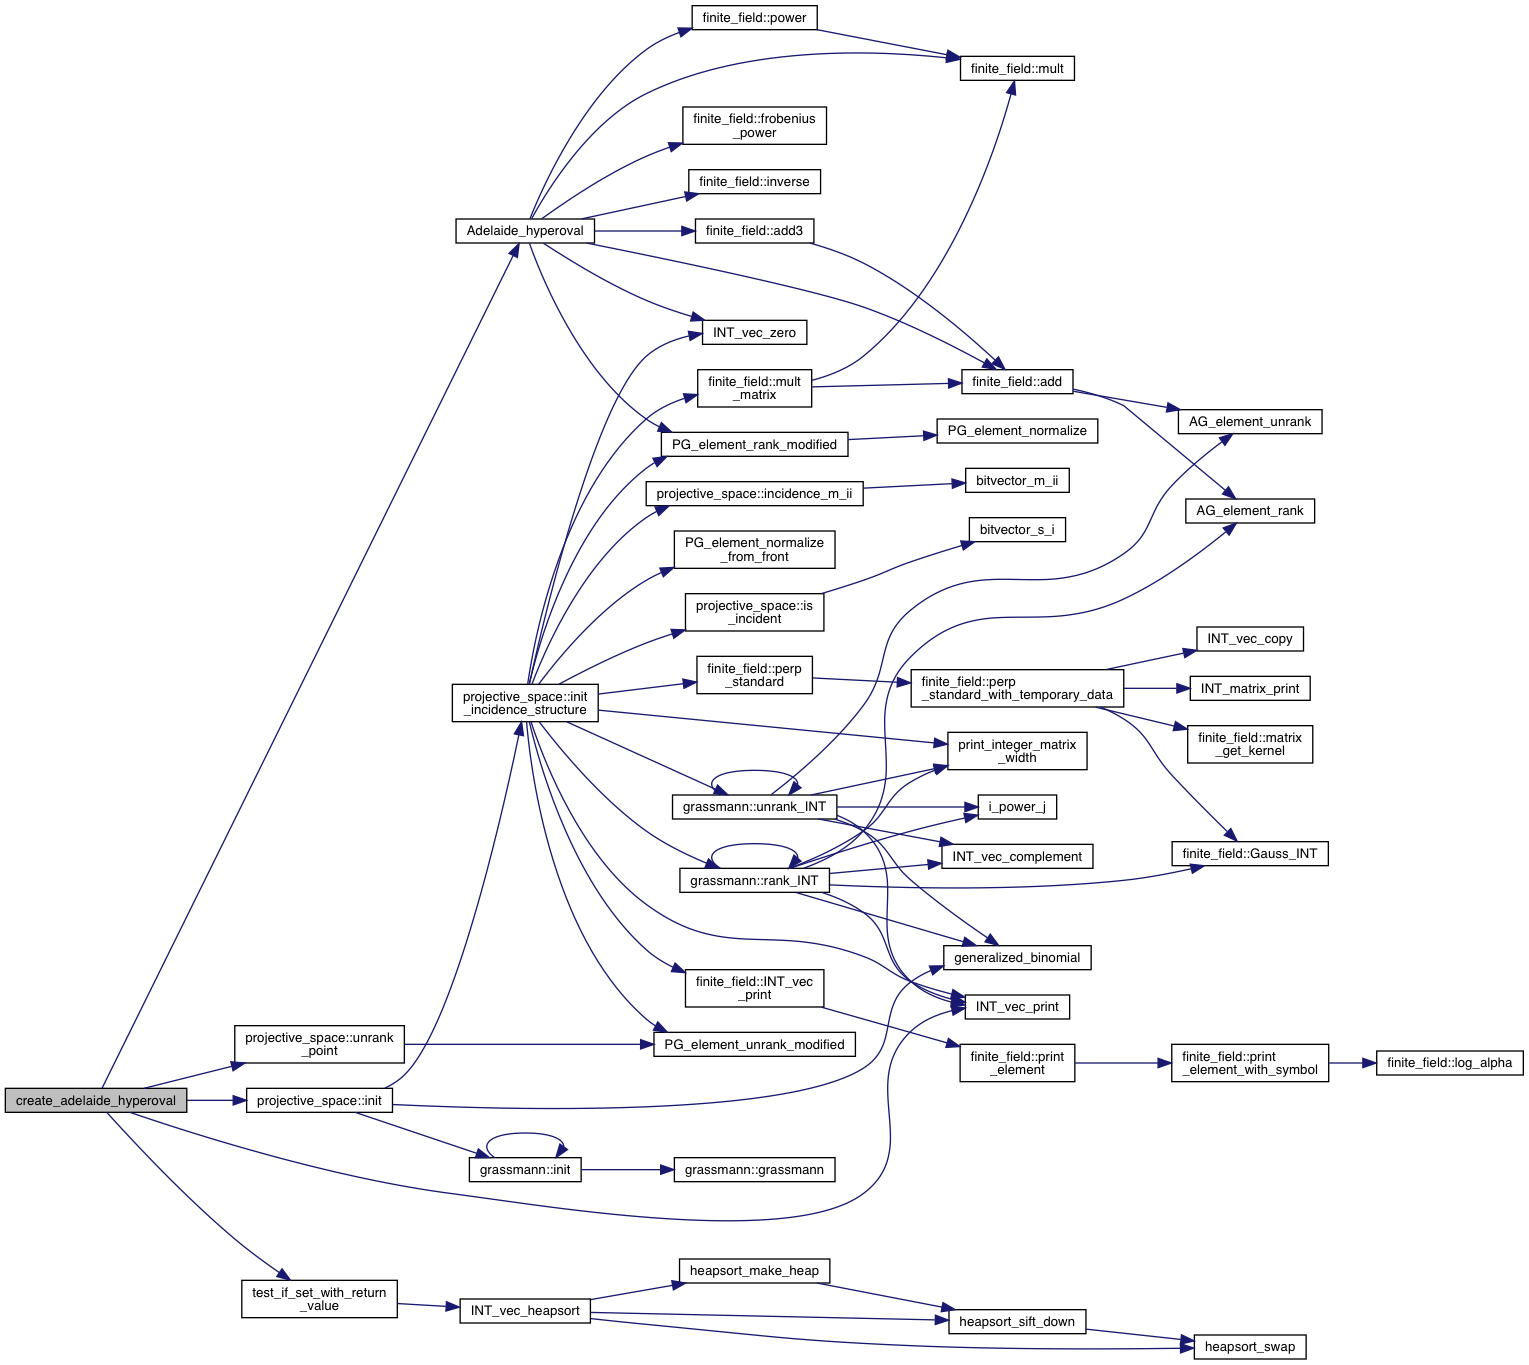 finite_field::power
finite_field::mult
finite_field::frobenius
_power
finite_field::inverse
Adelaide_hyperoval
finite_field::add3
INT_vec_zero
finite_field::mult
_matrix
finite_field::add
AG_element_unrank
PG_element_rank_modified
PG_element_normalize
projective_space::incidence_m_ii
bitvector_m_ii
AG_element_rank
bitvector_s_i
PG_element_normalize
_from_front
projective_space::is
_incident
INT_vec_copy
finite_field::perp
_standard
finite_field::perp
_standard_with_temporary_data
INT_matrix_print
projective_space::init
_incidence_structure
finite_field::matrix
_get_kernel
print_integer_matrix
_width
grassmann::unrank_INT
i_power_j
INT_vec_complement
finite_field::Gauss_INT
grassmann::rank_INT
generalized_binomial
finite_field::INT_vec
_print
INT_vec_print
projective_space::unrank
_point
PG_element_unrank_modified
finite_field::print
_element
finite_field::print
_element_with_symbol
finite_field::log_alpha
create_adelaide_hyperoval
projective_space::init
grassmann::init
grassmann::grassmann
heapsort_make_heap
test_if_set_with_return
_value
INT_vec_heapsort
heapsort_sift_down
heapsort_swap